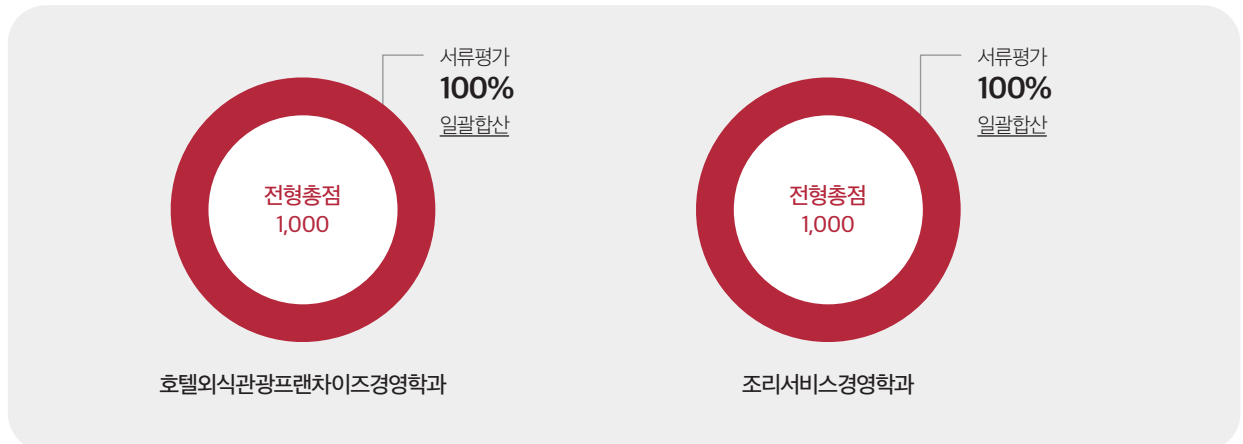 서류평가
100%
일괄합산
전형총점
1,000
호텔외식관광프랜차이즈경영학과
서류평가
100%
일괄합산
전형총점
1,000
조리서비스경영학과